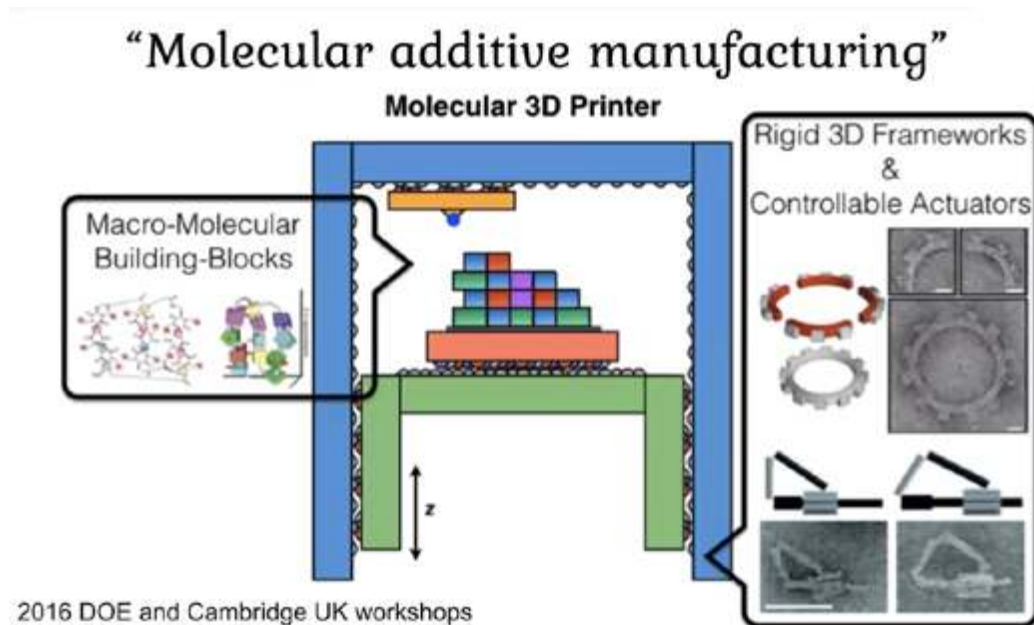 “Molecular additive manufacturing”
Molecular 3D Printer
Macro-Molecular
Building-Blocks
z
Rigid 3D Frameworks
&
Controllable Actuators
2016 DOE and Cambridge UK workshops